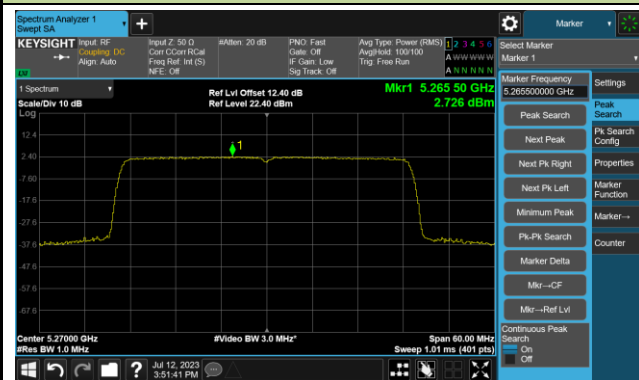 Spectrum Analyzer 1
Swept SA
+
Marker
KEYSIGHT
Input: RF
Coupling: DC
Align: Auto
Input Z: 50 Ω
Corr CCorr RCal
Freq Ref: Int (S)
NFE: Off
#Atten: 20 dB
PNO: Fast
Gate: Off
IF Gain: Low
Sig Track: Off
Avg Type: Power (RMS)
Avg|Hold: 100/100
Trig: Free Run
1 2 3 4 5 6
A W W W W W
A N N N N N
Select Marker
Marker 1
1 Spectrum
Scale/Div 10 dB
Log
Ref Lvl Offset 12.40 dB
Ref Level 22.40 dBm
Mkr1 5.265 50 GHz
2.726 dBm
Marker Frequency
5.265500000 GHz
Settings
Peak Search
Next Peak
Next Pk Right
Next Pk Left
Minimum Peak
Pk-Pk Search
Marker Delta
Mkr→CF
Mkr→Ref Lvl
Continuous Peak
Search
On
Off
Peak
Search
Pk Search
Config
Properties
Marker
Function
Marker→
Counter
12.4
2.40
-7.60
-17.6
-27.6
-37.6
-47.6
-57.6
-67.6
1
Center 5.27000 GHz
#Res BW 1.0 MHz
#Video BW 3.0 MHz*
Span 60.00 MHz
Sweep 1.01 ms (401 pts)
?
Jul 12, 2023
3:51:41 PM